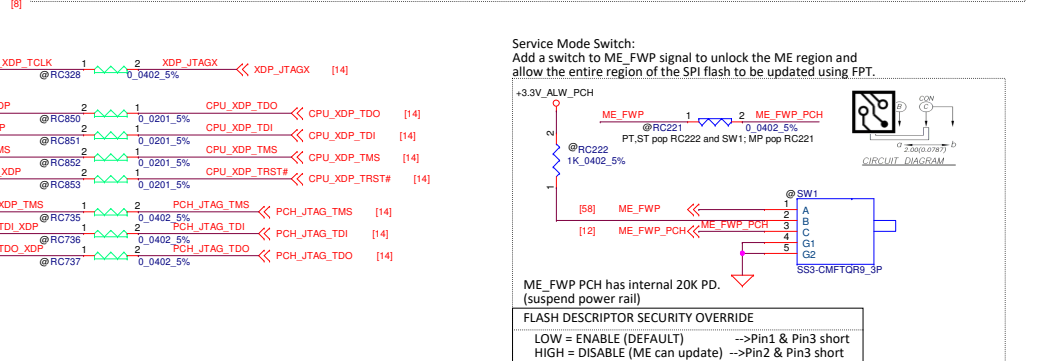 [8]
Service Mode Switch:
Add a switch to ME_FWP signal to unlock the ME region and
allow the entire region of the SPI flash to be updated using FPT.
XDP_TCLK 1 2 XDP_JTAGX XDP_JTAGX [14]
@RC328 0_0402_5%
DP 2 1 CPU_XDP_TDO CPU_XDP_TDO [14]
@RC850 0_0201_5%
P 2 1 CPU_XDP_TDI CPU_XDP_TDI [14]
@RC851 0_0201_5%
MS 2 1 CPU_XDP_TMS CPU_XDP_TMS [14]
@RC852 0_0201_5%
XDP 2 1 CPU_XDP_TRST# CPU_XDP_TRST# [14]
@RC853 0_0201_5%
XDP_TMS 1 2 PCH_JTAG_TMS PCH_JTAG_TMS [14]
@RC735 0_0402_5%
TDI_XDP 1 2 PCH_JTAG_TDI PCH_JTAG_TDI [14]
@RC736 0_0402_5%
TDO_XDP 1 2 PCH_JTAG_TDO PCH_JTAG_TDO [14]
@RC737 0_0402_5%
+3.3V_ALW_PCH
ME_FWP 1 2 ME_FWP_PCH
@RC221 0_0402_5%
PT,ST pop RC222 and SW1; MP pop RC221
2
@RC222
1K_0402_5%
1
CON
B C
a b
2.00(0.0787)
CIRCUIT DIAGRAM
@SW1
[58] ME_FWP 1 A
2 B
[12] ME_FWP_PCH ME_FWP_PCH 3 C
4 G1
5 G2
SS3-CMFTQR9_3P
ME_FWP PCH has internal 20K PD.
(suspend power rail)
FLASH DESCRIPTOR SECURITY OVERRIDE
LOW = ENABLE (DEFAULT) -->Pin1 & Pin3 short
HIGH = DISABLE (ME can update) -->Pin2 & Pin3 short